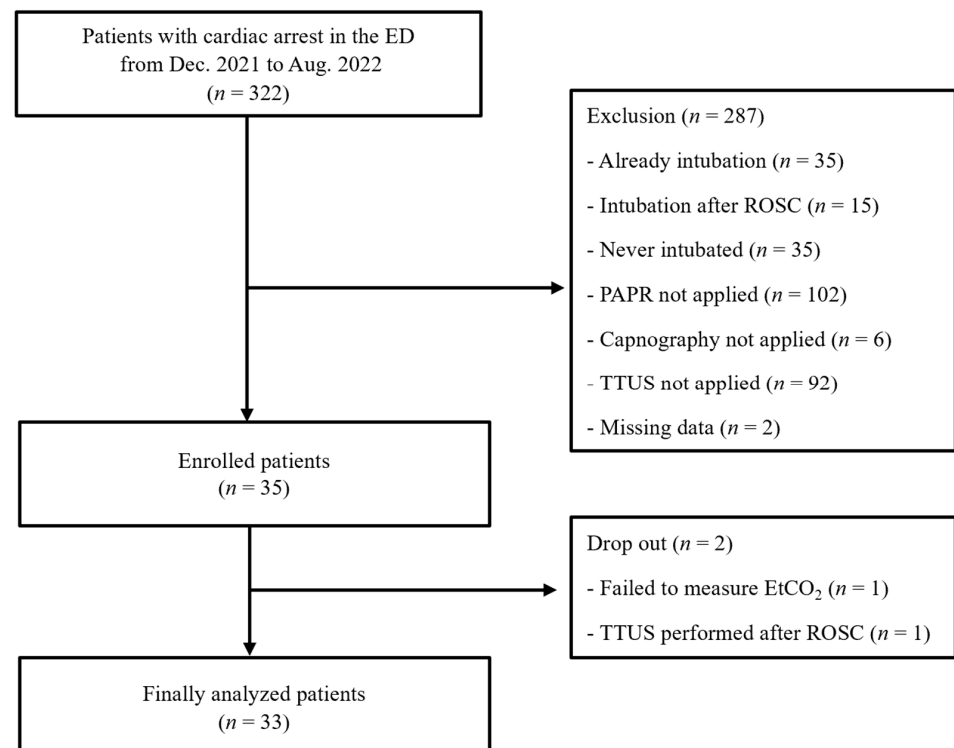 Patients with cardiac arrest in the ED
from Dec. 2021 to Aug. 2022
(n = 322)
Exclusion (n = 287)
- Already intubation (n = 35)
- Intubation after ROSC (n = 15)
- Never intubated (n = 35)
- PAPR not applied (n = 102)
- Capnography not applied (n = 6)
- TTUS not applied (n = 92)
- Missing data (n = 2)
Enrolled patients
(n = 35)
Drop out (n = 2)
- Failed to measure EtCO₂ (n = 1)
- TTUS performed after ROSC (n = 1)
Finally analyzed patients
(n = 33)